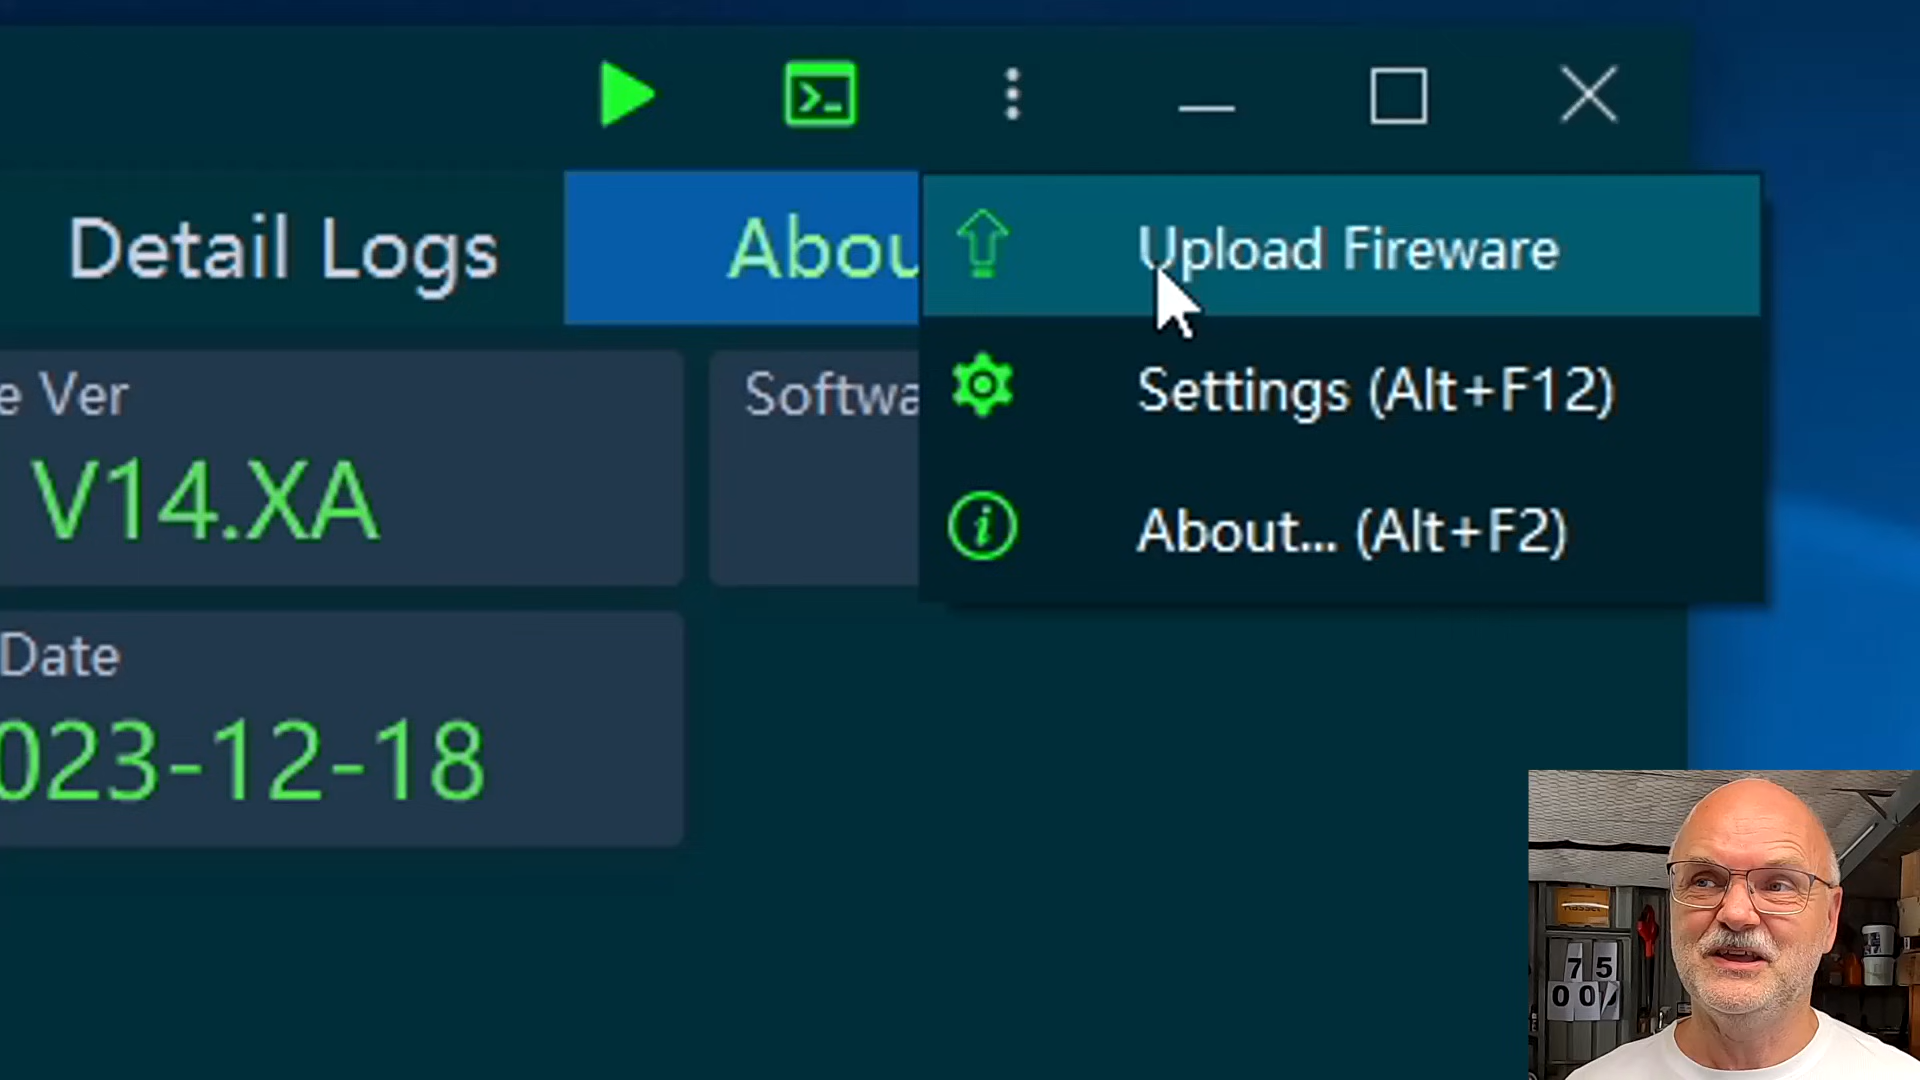 Detail Logs
Abou
Upload Fireware
Settings (Alt+F12)
About... (Alt+F2)
e Ver
V14.XA
Softwa
Date
023-12-18
7 5
0 0